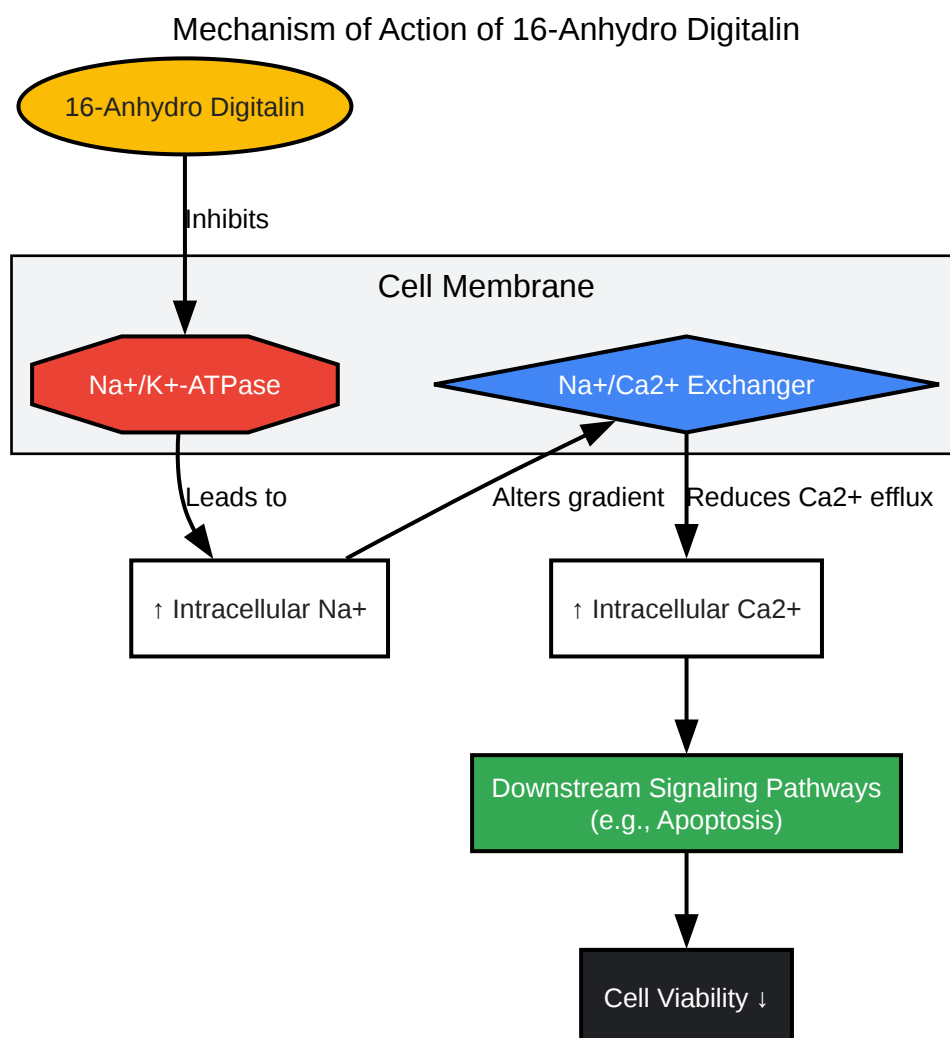 Mechanism of Action of 16-Anhydro Digitalin
16-Anhydro Digitalin
Inhibits
Cell Membrane
Na+/K+-ATPase
Na+/Ca2+ Exchanger
Leads to
Alters gradient
Reduces Ca2+ efflux
↑ Intracellular Na+
↑ Intracellular Ca2+
Downstream Signaling Pathways
(e.g., Apoptosis)
Cell Viability ↓